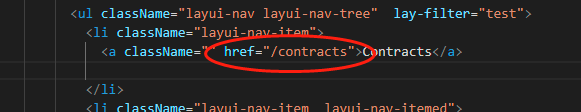 <ul className="layui-nav layui-nav-tree" lay-filter="test">
<li className="layui-nav-item">
<a className="" href="/contracts">Contracts</a>
</li>
<li className="layui-nav-item layui-nav-itemed">